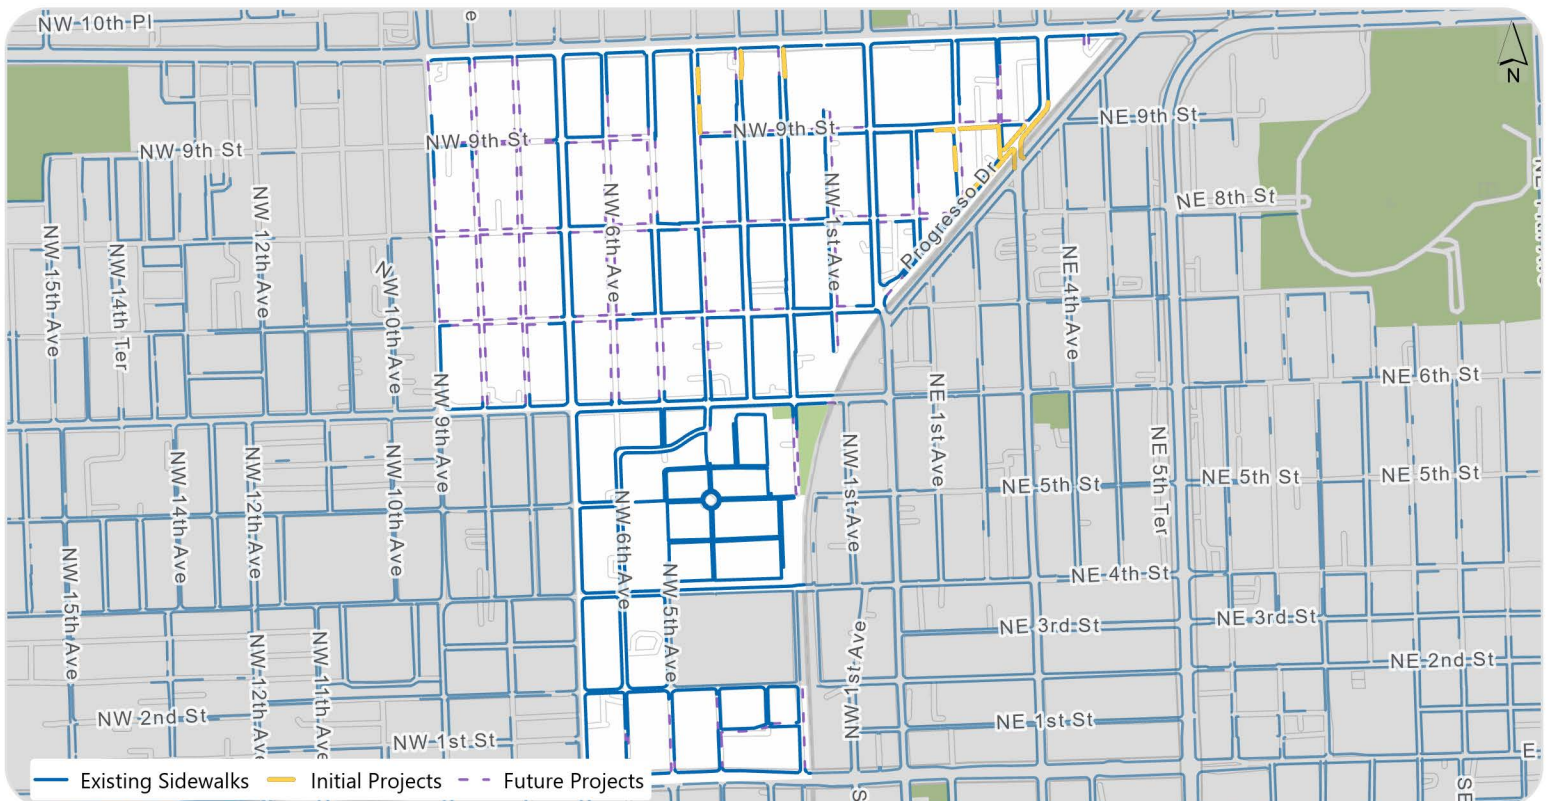 NW 10th Pl
e
N
NW 9th St
NW 9th St
NW 9th St
NE 9th St
NE 8th St
NW 15th Ave
NW 14th Ter
NW 12th Ave
NW 10th Ave
NW 6th Ave
NW 1st Ave
Progresso Dr
NE 4th Ave
NW 9th Ave
NE 1st Ave
NE 6th St
NW 14th Ave
NW 12th Ave
NW 10th Ave
NW 6th Ave
NW 1st Ave
NE 5th St
NE 5th Ter
NE 5th St
NE 5th St
NW 15th Ave
NW 5th Ave
NE 4th St
NW 12th Ave
NW 11th Ave
NW 1st Ave
NE 3rd St
NE 3rd St
NE 2nd St
NW 2nd St
NW 1st St
NE 1st St
E
S
SE
Existing Sidewalks
Initial Projects
Future Projects